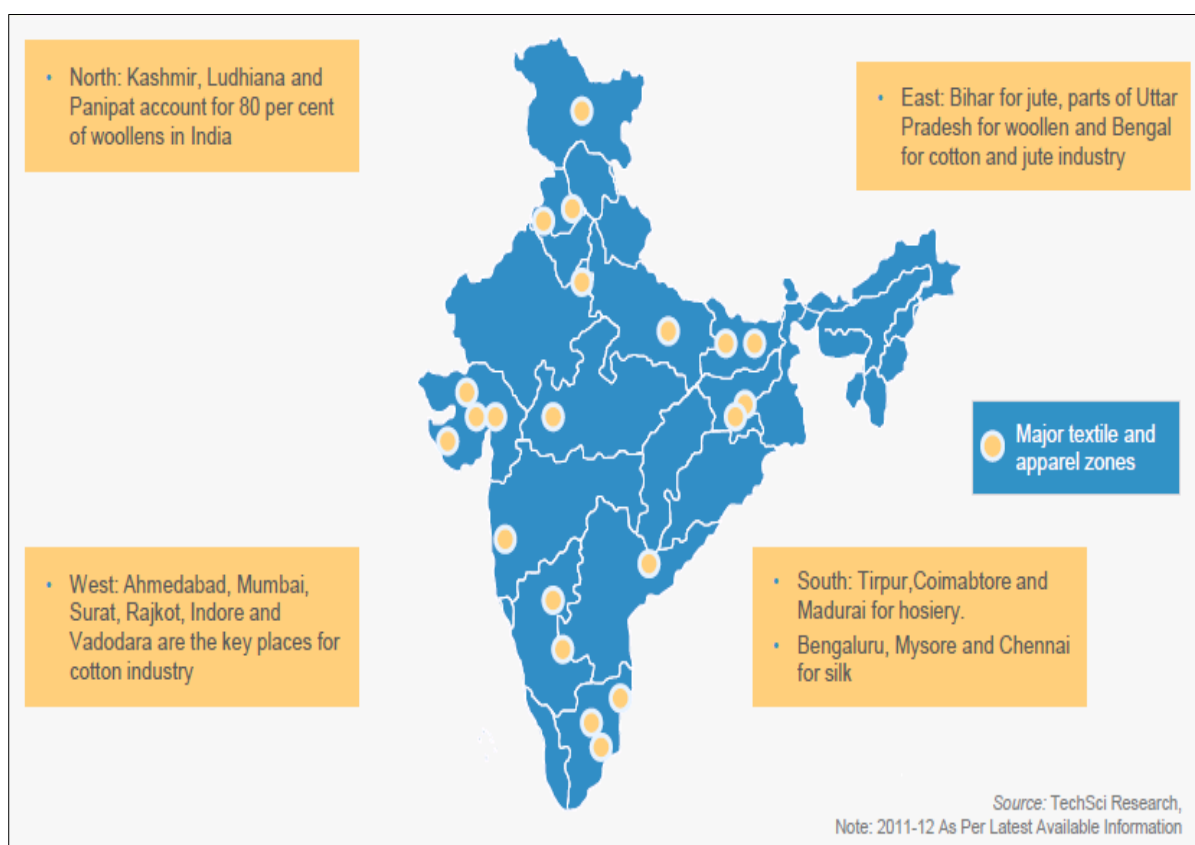 • North: Kashmir, Ludhiana and
Panipat account for 80 per cent
of woollens in India
• East: Bihar for jute, parts of Uttar
Pradesh for woollen and Bengal
for cotton and jute industry
Major textile and
apparel zones
• West: Ahmedabad, Mumbai,
Surat, Rajkot, Indore and
Vadodara are the key places for
cotton industry
• South: Tirpur,Coimabtore and
Madurai for hosiery.
• Bengaluru, Mysore and Chennai
for silk
Source: TechSci Research,
Note: 2011-12 As Per Latest Available Information